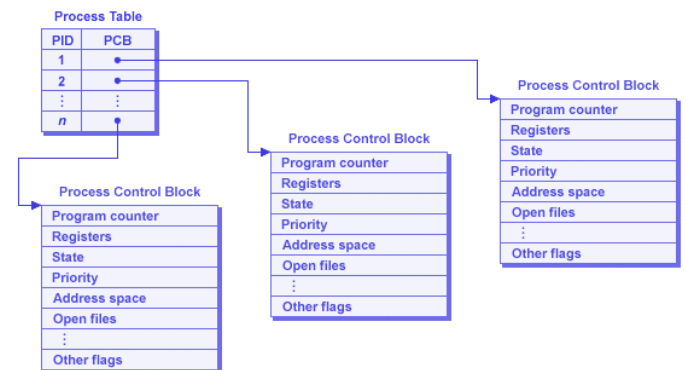 Process Table
PID PCB
1
2
⋮ ⋮
n
Process Control Block
Program counter
Registers
State
Priority
Address space
Open files
⋮
Other flags
Process Control Block
Program counter
Registers
State
Priority
Address space
Open files
⋮
Other flags
Process Control Block
Program counter
Registers
State
Priority
Address space
Open files
⋮
Other flags